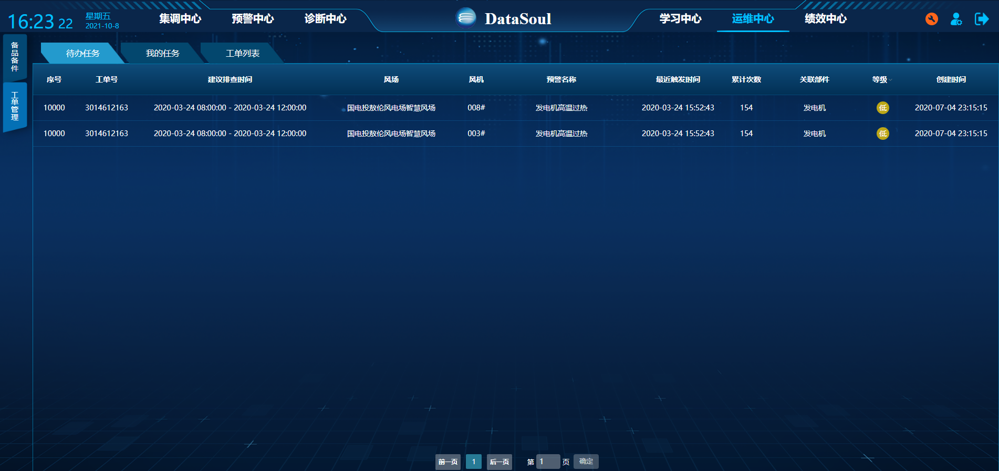 16:23 22
星期五
2021-10-8
集调中心 预警中心 诊断中心 DataSoul 学习中心 运维中心 绩效中心
备品备件
工单管理
待办任务 我的任务 工单列表
序号 工单号 建议排查时间 风场 风机 预警名称 最近触发时间 累计次数 关联部件 等级 创建时间
10000 3014612163 2020-03-24 08:00:00 - 2020-03-24 12:00:00 国电投敖伦风电场智慧风场 008# 发电机高温过热 2020-03-24 15:52:43 154 发电机 低 2020-07-04 23:15:15
10000 3014612163 2020-03-24 08:00:00 - 2020-03-24 12:00:00 国电投敖伦风电场智慧风场 003# 发电机高温过热 2020-03-24 15:52:43 154 发电机 低 2020-07-04 23:15:15
前一页 1 后一页 第 1 页 确定